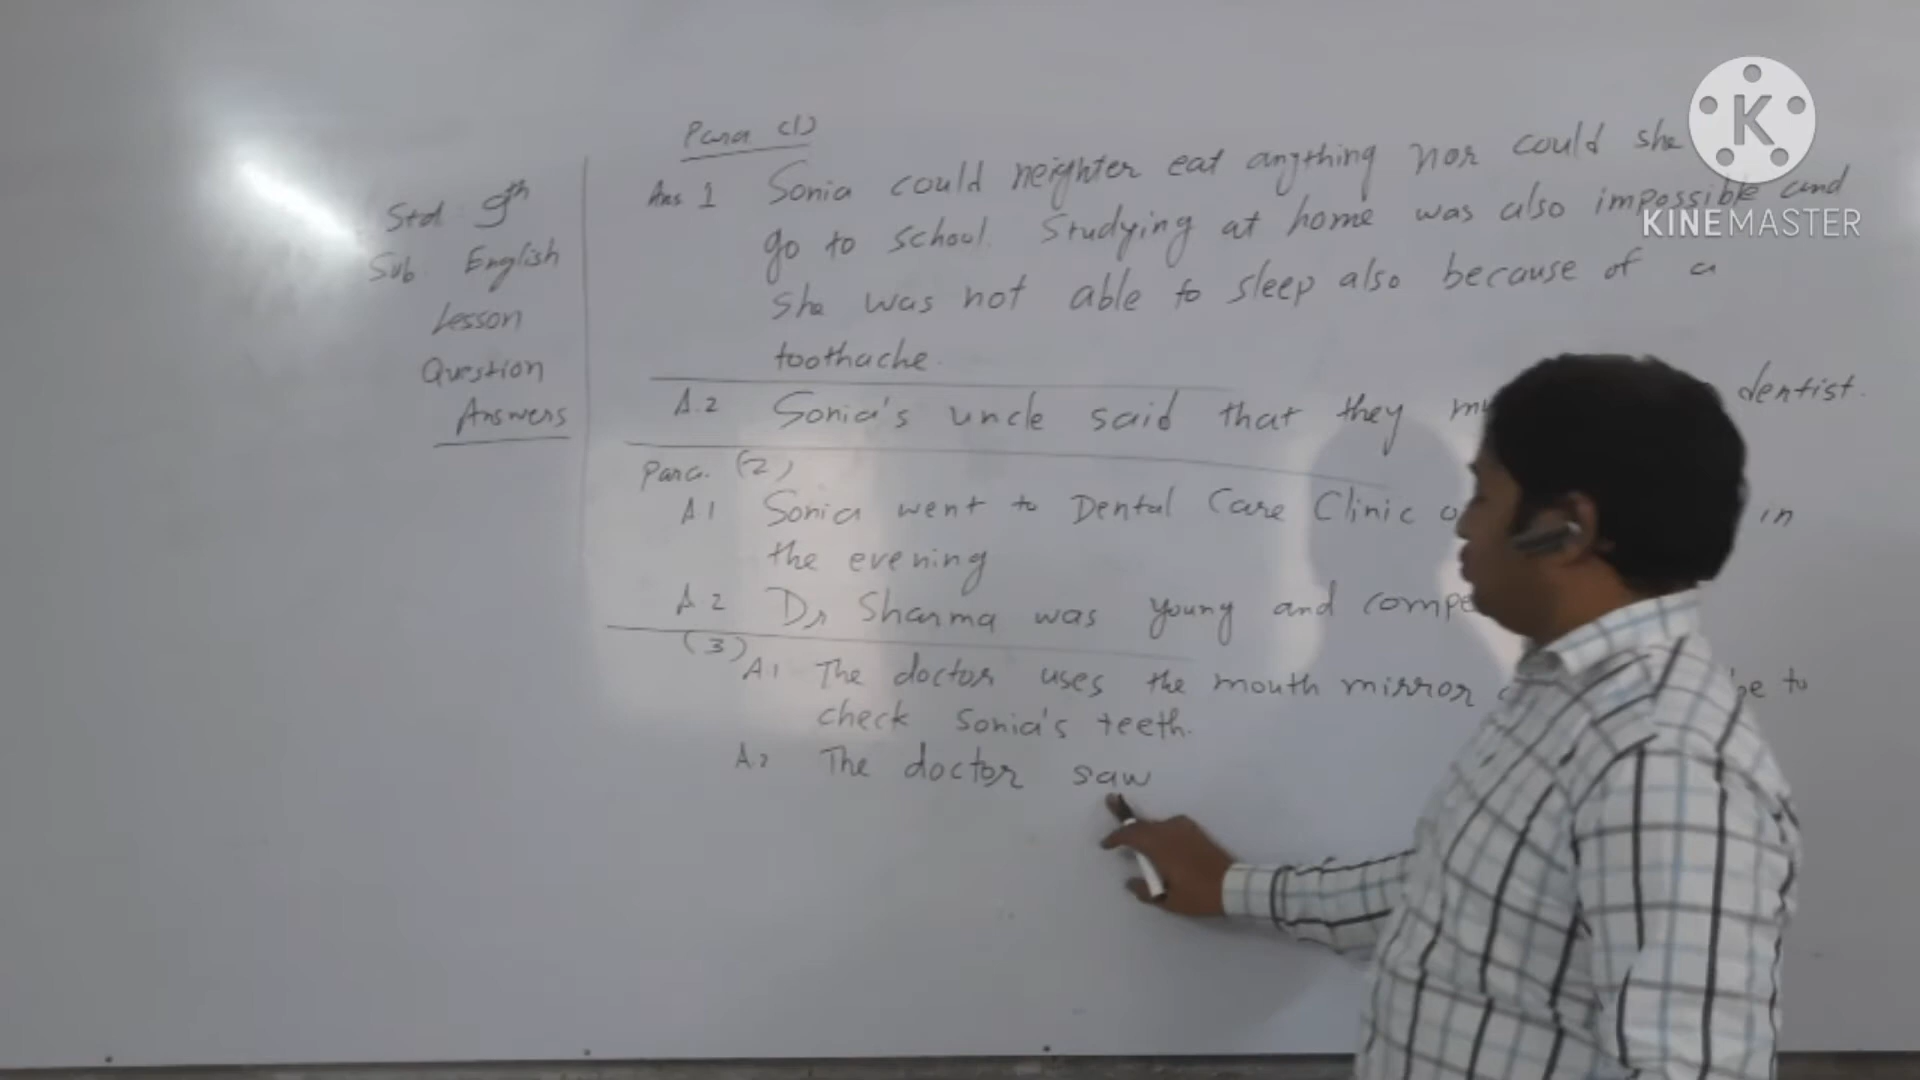 Std 9th
Sub English
Lesson
Question
Answers
Para (1)
Ans 1 Sonia could neighter eat anything nor could she
go to school. Studying at home was also impossible and
she was not able to sleep also because of a
toothache.
A.2 Sonia's uncle said that they dentist.
Para. (2)
A1 Sonia went to Dental Care Clinic in
the evening
A2 Dr Sharma was young and
(3)
A.1 The doctor uses the mouth mirror to
check Sonia's teeth.
A.2 The doctor saw
K
KINEMASTER